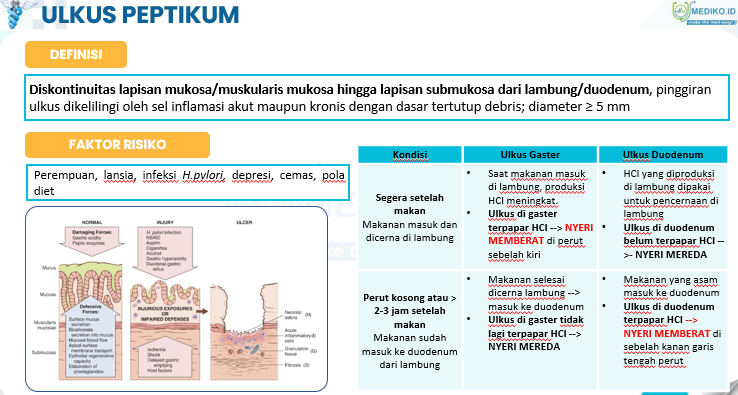 ULKUS PEPTIKUM
MEDIKO.ID
make the med-easy!
DEFINISI
Diskontinuitas lapisan mukosa/muskularis mukosa hingga lapisan submukosa dari lambung/duodenum, pinggiran
ulkus dikelilingi oleh sel inflamasi akut maupun kronis dengan dasar tertutup debris; diameter ≥ 5 mm
FAKTOR RISIKO
Perempuan, lansia, infeksi H.pylori, depresi, cemas, pola
diet
NORMAL
Damaging Forces:
Gastric acidity
Peptic enzymes
Mucus
Mucosa
Muscularis
mucosae
Submucosa
Defensive
Forces:
Surface mucus
secretion
Bicarbonate
secretion into mucus
Mucosal blood flow
Apical surface
membrane transport
Epithelial regenerative
capacity
Elaboration of
prostaglandins
INJURY
H. pylori infection
NSAID
Aspirin
Cigarettes
Alcohol
Gastric hyperacidity
Duodenal-gastric
reflux
INJURIOUS EXPOSURES
OR
IMPAIRED DEFENSES
Ischemia
Shock
Delayed gastric
emptying
Host factors
ULCER
Necrotic (N)
debris
Acute
inflammatory(I)
cells
Granulation
tissue (G)
Fibrosis (S)
Kondisi
Ulkus Gaster
Ulkus Duodenum
Segera setelah
makan
Makanan masuk dan
dicerna di lambung
• Saat makanan masuk
di lambung, produksi
HCl meningkat.
• Ulkus di gaster
terpapar HCl --> NYERI
MEMBERAT di perut
sebelah kiri
• HCl yang diproduksi
di lambung dipakai
untuk pencernaan di
lambung
• Ulkus di duodenum
belum terpapar HCl --
>- NYERI MEREDA
Perut kosong atau >
2-3 jam setelah
makan
Makanan sudah
masuk ke duodenum
dari lambung
• Makanan selesai
dicerna lambung -->
masuk ke duodenum
• Ulkus di gaster tidak
lagi terpapar HCl -->
NYERI MEREDA
• Makanan yang asam
masuk ke duodenum
• Ulkus di duodenum
terpapar HCl -->
NYERI MEMBERAT di
sebelah kanan garis
tengah perut